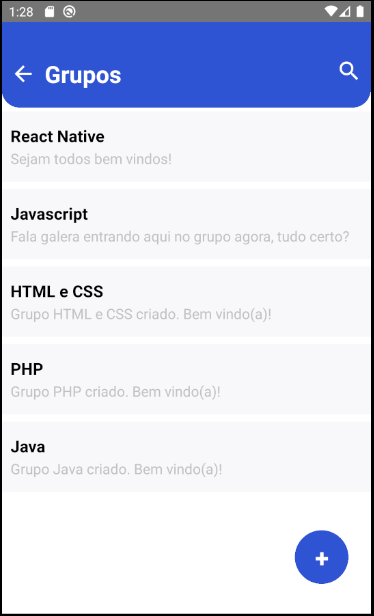 1:28
Grupos
React Native
Sejam todos bem vindos!
Javascript
Fala galera entrando aqui no grupo agora, tudo certo?
HTML e CSS
Grupo HTML e CSS criado. Bem vindo(a)!
PHP
Grupo PHP criado. Bem vindo(a)!
Java
Grupo Java criado. Bem vindo(a)!
+